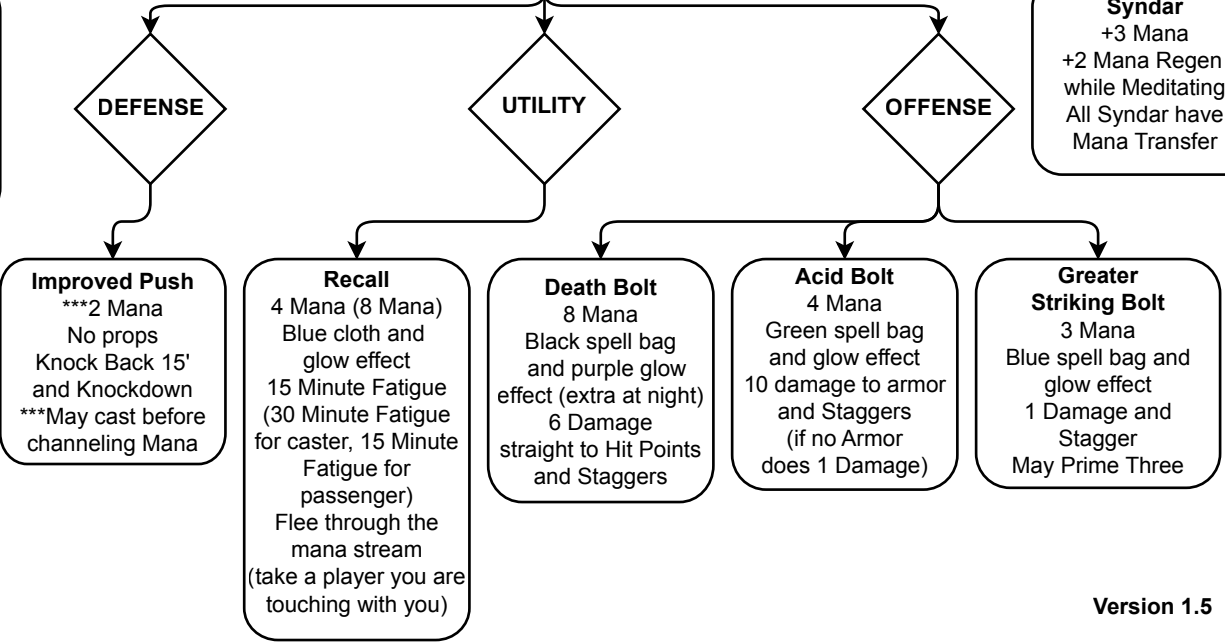 Syndar
+3 Mana
+2 Mana Regen
while Meditating
All Syndar have
Mana Transfer
DEFENSE
UTILITY
OFFENSE
Improved Push
***2 Mana
No props
Knock Back 15'
and Knockdown
***May cast before
channeling Mana
Recall
4 Mana (8 Mana)
Blue cloth and
glow effect
15 Minute Fatigue
(30 Minute Fatigue
for caster, 15 Minute
Fatigue for
passenger)
Flee through the
mana stream
(take a player you are
touching with you)
Death Bolt
8 Mana
Black spell bag
and purple glow
effect (extra at night)
6 Damage
straight to Hit Points
and Staggers
Acid Bolt
4 Mana
Green spell bag
and glow effect
10 damage to armor
and Staggers
(if no Armor
does 1 Damage)
Greater
Striking Bolt
3 Mana
Blue spell bag and
glow effect
1 Damage and
Stagger
May Prime Three
Version 1.5